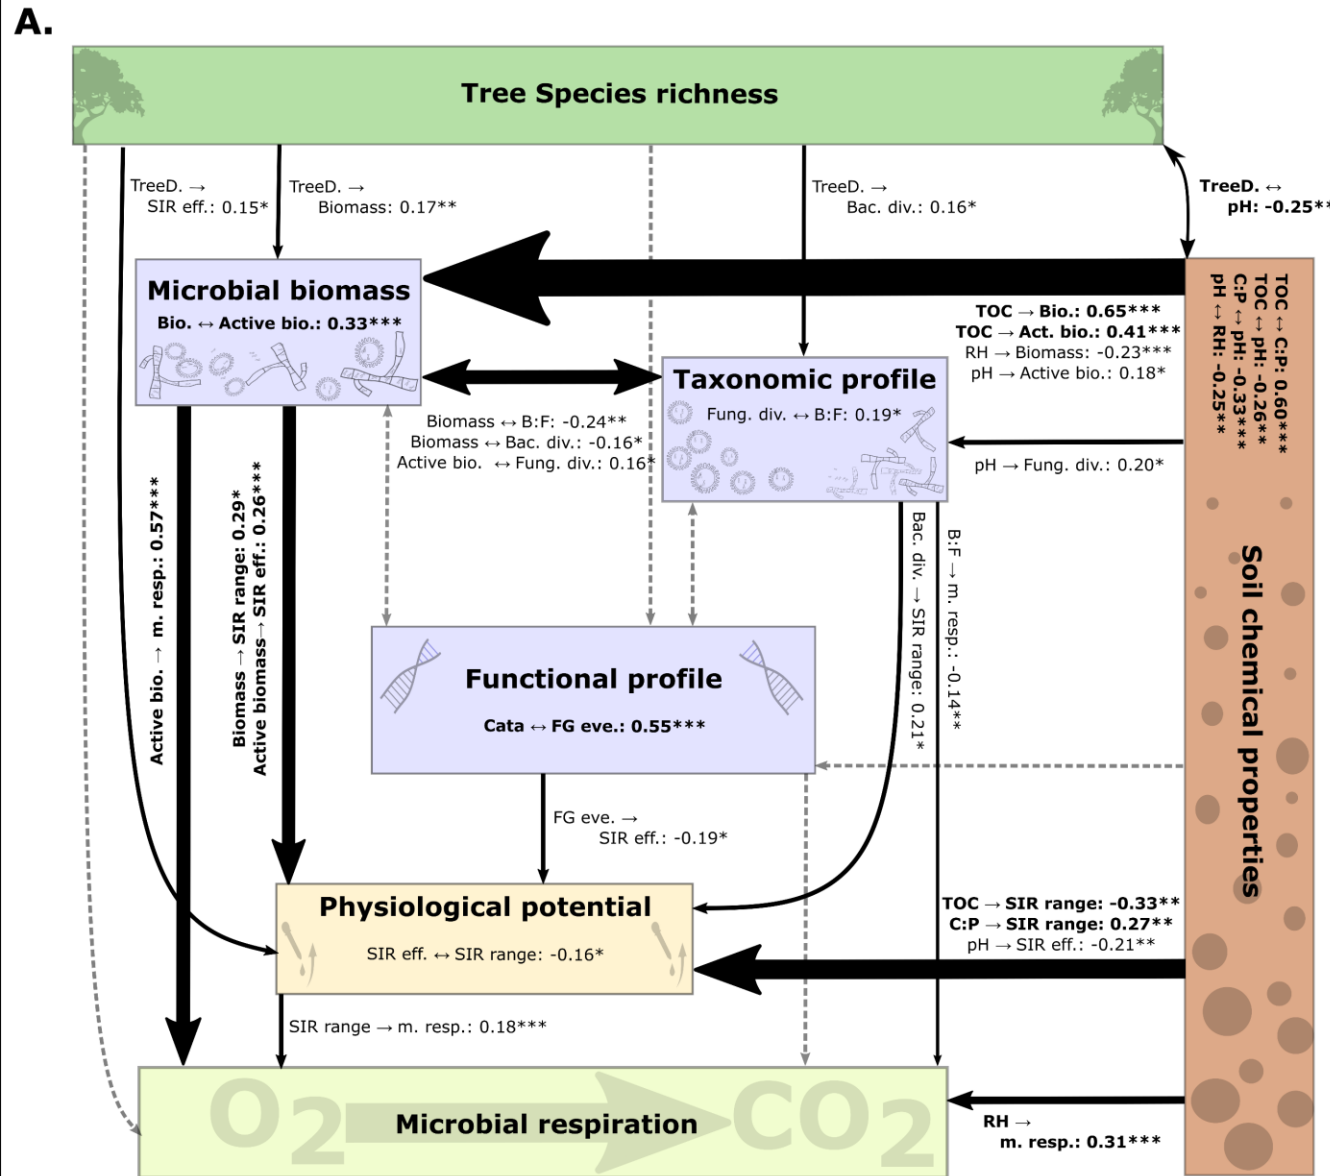 A.
Tree Species richness
TreeD. →
SIR eff.: 0.15*
TreeD. →
Biomass: 0.17**
TreeD. →
Bac. div.: 0.16*
TreeD. ↔
pH: -0.25**
Microbial biomass
Bio. ↔ Active bio.: 0.33***
TOC → Bio.: 0.65***
TOC → Act. bio.: 0.41***
RH → Biomass: -0.23***
pH → Active bio.: 0.18*
TOC ↔ C:P: 0.60***
TOC ↔ pH: -0.26**
C:P ↔ pH: -0.33***
pH ↔ RH: -0.25**
Taxonomic profile
Fung. div. ↔ B:F: 0.19*
Biomass ↔ B:F: -0.24**
Biomass ↔ Bac. div.: -0.16*
Active bio. ↔ Fung. div.: 0.16*
pH → Fung. div.: 0.20*
Active bio. → m. resp.: 0.57***
Biomass → SIR range: 0.29*
Active biomass→ SIR eff.: 0.26***
Bac. div. → SIR range: 0.21*
B:F → m. resp.: -0.14**
Soil chemical properties
Functional profile
Cata ↔ FG eve.: 0.55***
FG eve. →
SIR eff.: -0.19*
Physiological potential
SIR eff. ↔ SIR range: -0.16*
TOC → SIR range: -0.33**
C:P → SIR range: 0.27**
pH → SIR eff.: -0.21**
SIR range → m. resp.: 0.18***
O2 CO2
Microbial respiration
RH →
m. resp.: 0.31***